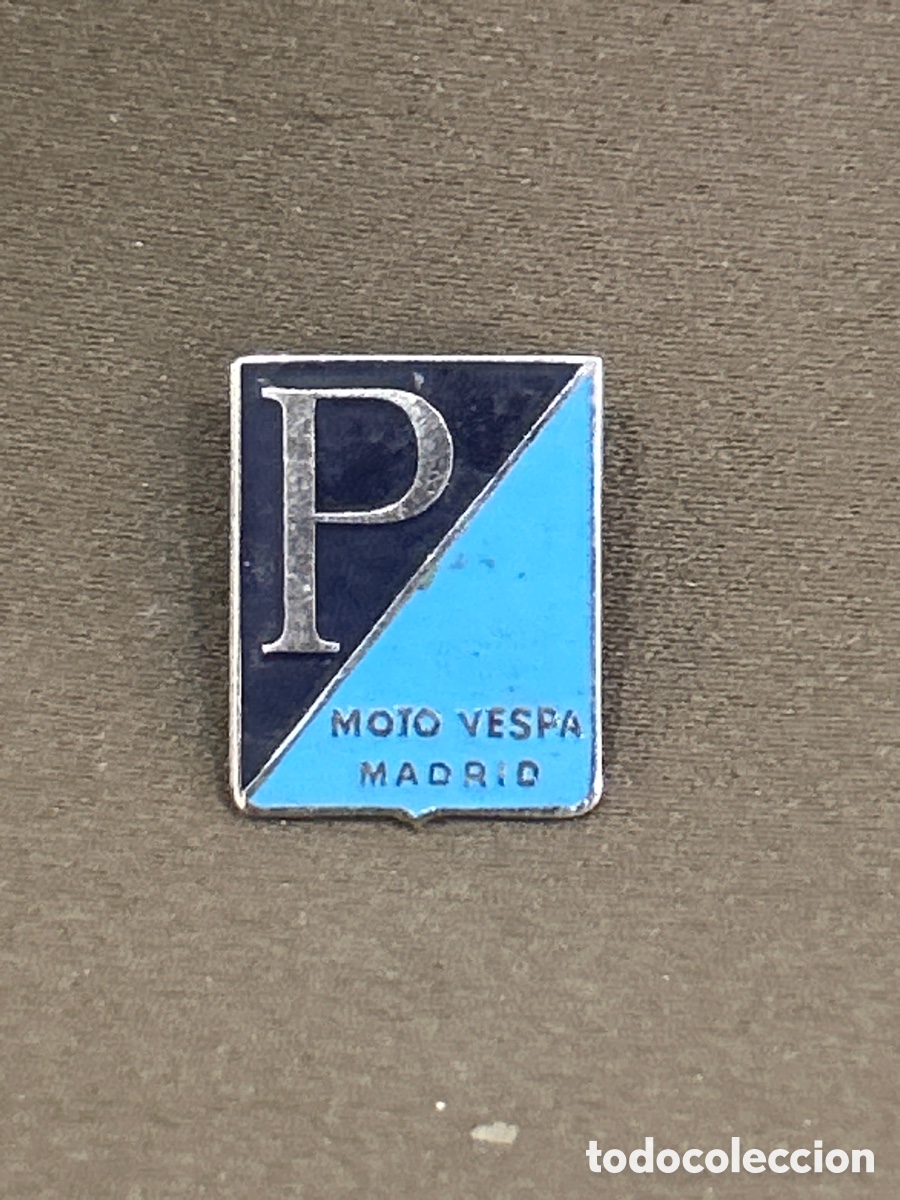 P
MOTO VESPA
MADRID
todocoleccion